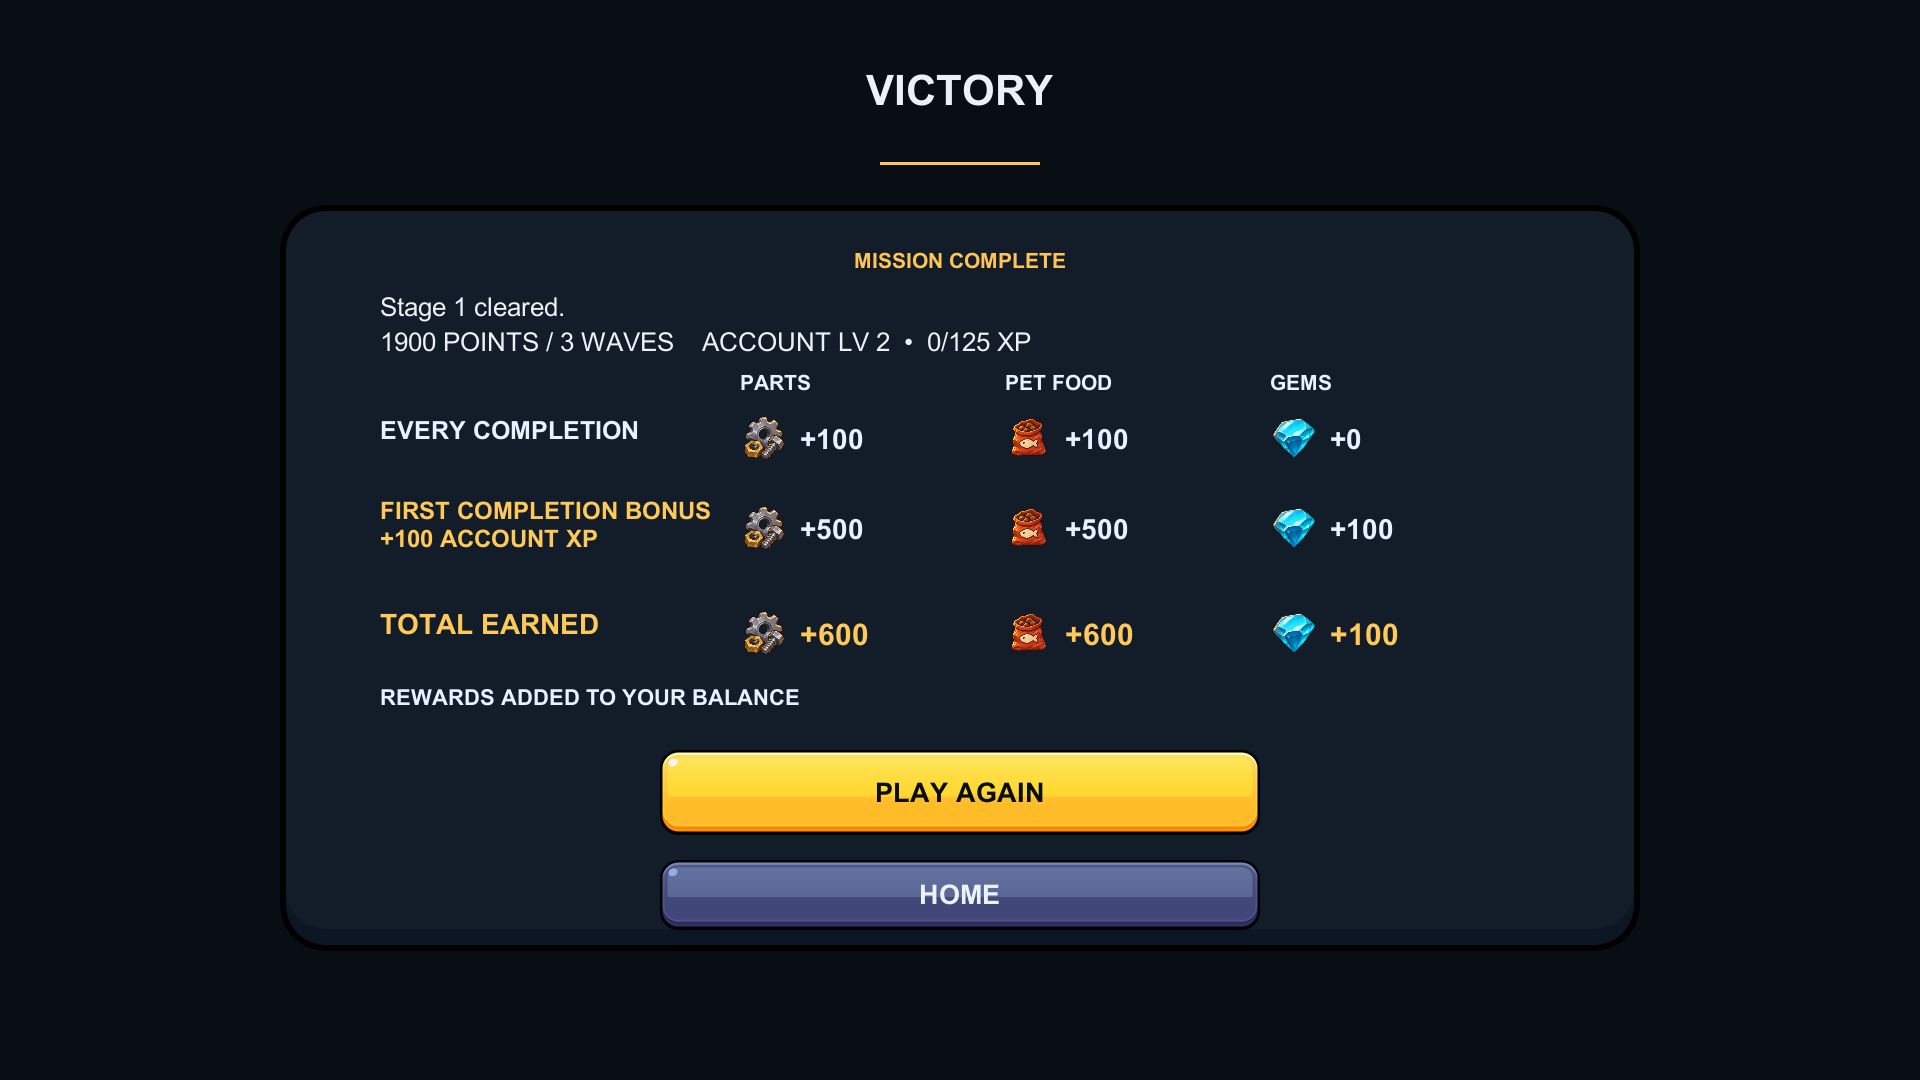 VICTORY
MISSION COMPLETE
Stage 1 cleared.
1900 POINTS / 3 WAVES    ACCOUNT LV 2  •  0/125 XP
PARTS    PET FOOD    GEMS
EVERY COMPLETION    +100    +100    +0
FIRST COMPLETION BONUS
+100 ACCOUNT XP    +500    +500    +100
TOTAL EARNED    +600    +600    +100
REWARDS ADDED TO YOUR BALANCE
PLAY AGAIN
HOME